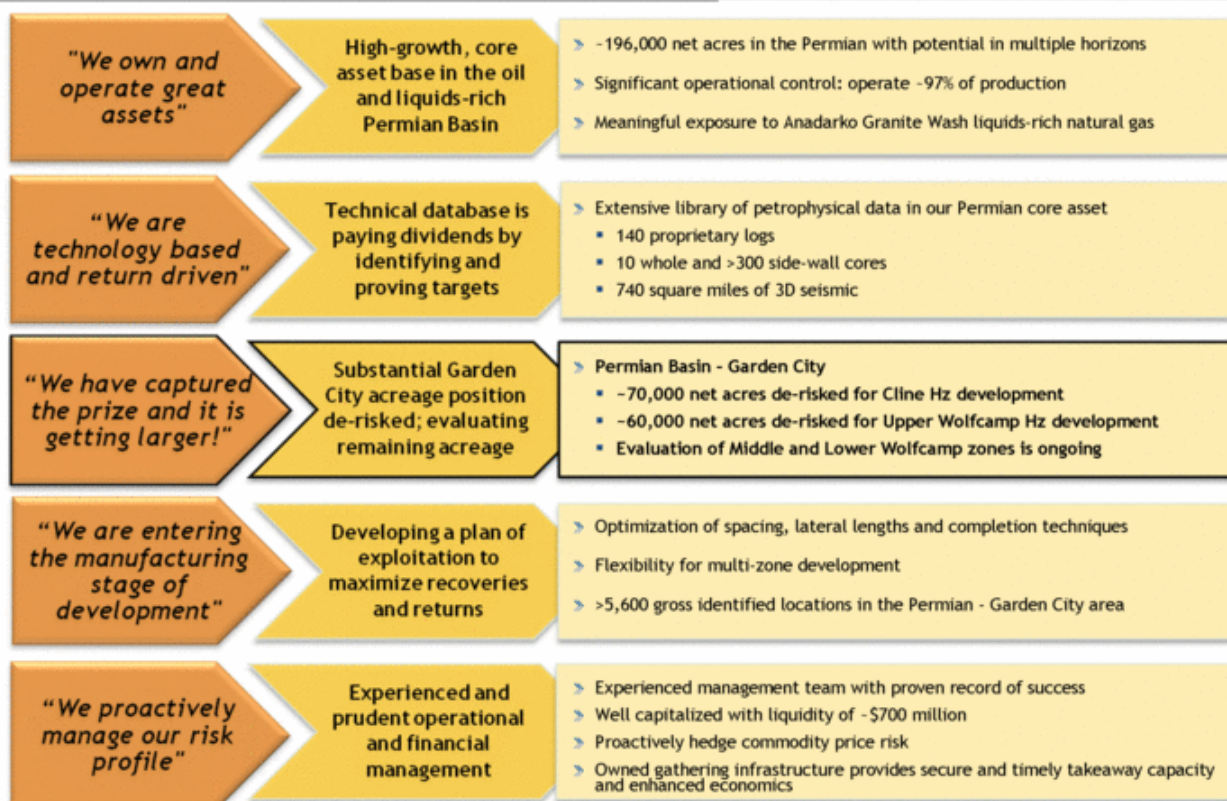 "We own and
operate great
assets"
High-growth, core
asset base in the oil
and liquids-rich
Permian Basin
~196,000 net acres in the Permian with potential in multiple horizons
Significant operational control: operate ~97% of production
Meaningful exposure to Anadarko Granite Wash liquids-rich natural gas
“We are
technology based
and return driven"
Technical database is
paying dividends by
identifying and
proving targets
Extensive library of petrophysical data in our Permian core asset
140 proprietary logs
10 whole and >300 side-wall cores
740 square miles of 3D seismic
“We have captured
the prize and it is
getting larger!"
Substantial Garden
City acreage position
de-risked; evaluating
remaining acreage
Permian Basin - Garden City
~70,000 net acres de-risked for Cline Hz development
~60,000 net acres de-risked for Upper Wolfcamp Hz development
Evaluation of Middle and Lower Wolfcamp zones is ongoing
“We are entering
the manufacturing
stage of
development"
Developing a plan of
exploitation to
maximize recoveries
and returns
Optimization of spacing, lateral lengths and completion techniques
Flexibility for multi-zone development
>5,600 gross identified locations in the Permian - Garden City area
“We proactively
manage our risk
profile"
Experienced and
prudent operational
and financial
management
Experienced management team with proven record of success
Well capitalized with liquidity of ~$700 million
Proactively hedge commodity price risk
Owned gathering infrastructure provides secure and timely takeaway capacity
and enhanced economics